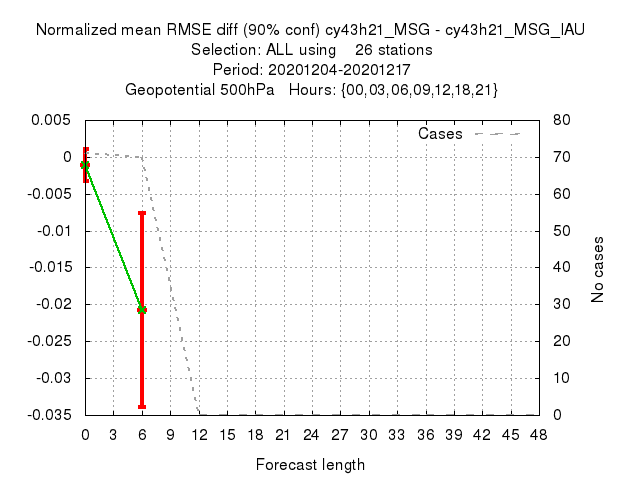 Normalized mean RMSE diff (90% conf) cy43h21_MSG - cy43h21_MSG_IAU
Selection: ALL using 26 stations
Period: 20201204-20201217
Geopotential 500hPa Hours: {00,03,06,09,12,18,21}
Cases
0.005
0
-0.005
-0.01
-0.015
-0.02
-0.025
-0.03
-0.035
80
70
60
50
40
30
20
10
0
No cases
0 3 6 9 12 15 18 21 24 27 30 33 36 39 42 45 48
Forecast length